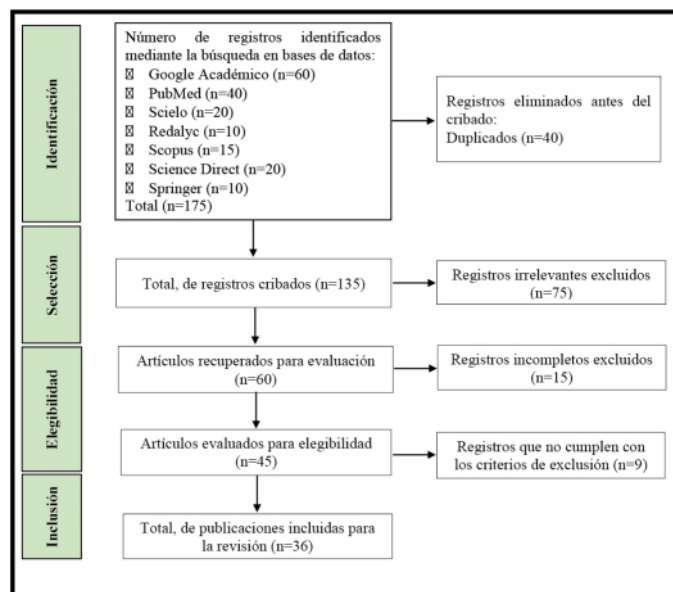 Identificación
Número de registros identificados
mediante la búsqueda en bases de datos:
Google Académico (n=60)
PubMed (n=40)
Scielo (n=20)
Redalyc (n=10)
Scopus (n=15)
Science Direct (n=20)
Springer (n=10)
Total (n=175)
Registros eliminados antes del
cribado:
Duplicados (n=40)
Selección
Total, de registros cribados (n=135)
Registros irrelevantes excluidos
(n=75)
Elegibilidad
Artículos recuperados para evaluación
(n=60)
Registros incompletos excluidos
(n=15)
Artículos evaluados para elegibilidad
(n=45)
Registros que no cumplen con
los criterios de exclusión (n=9)
Inclusión
Total, de publicaciones incluidas para
la revisión (n=36)